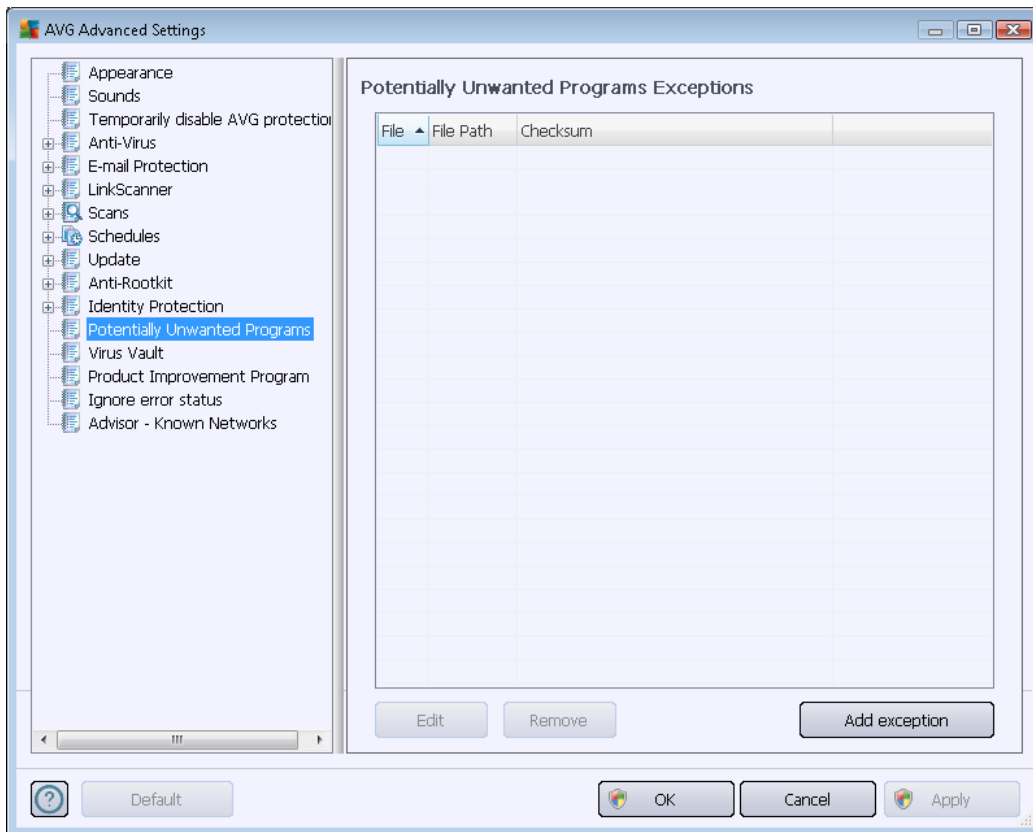 AVG Advanced Settings
Appearance
Sounds
Temporarily disable AVG protection
Anti-Virus
E-mail Protection
LinkScanner
Scans
Schedules
Update
Anti-Rootkit
Identity Protection
Potentially Unwanted Programs
Virus Vault
Product Improvement Program
Ignore error status
Advisor - Known Networks
Potentially Unwanted Programs Exceptions
File File Path Checksum
Edit Remove Add exception
? Default OK Cancel Apply